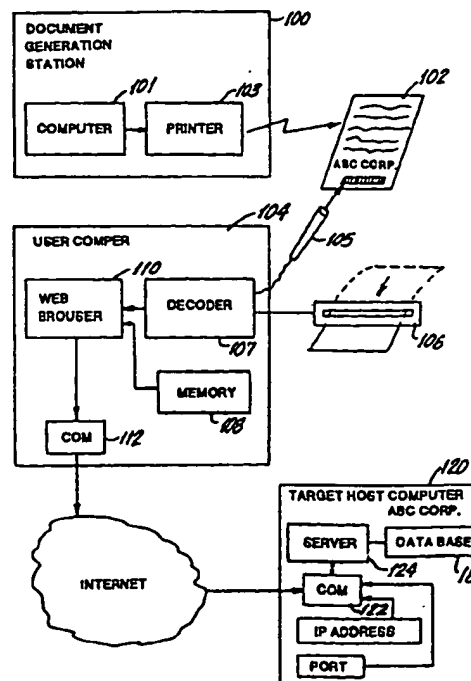 100
DOCUMENT
GENERATION
STATION
101
103
COMPUTER
PRINTER
102
ABC CORP.
104
USER COMPER
105
110
WEB
BROUSER
DECODER
107
106
MEMORY
108
COM
112
120
TARGET HOST COMPUTER
ABC CORP.
SERVER
DATA BASE
124
INTERNET
COM
122
IP ADDRESS
PORT